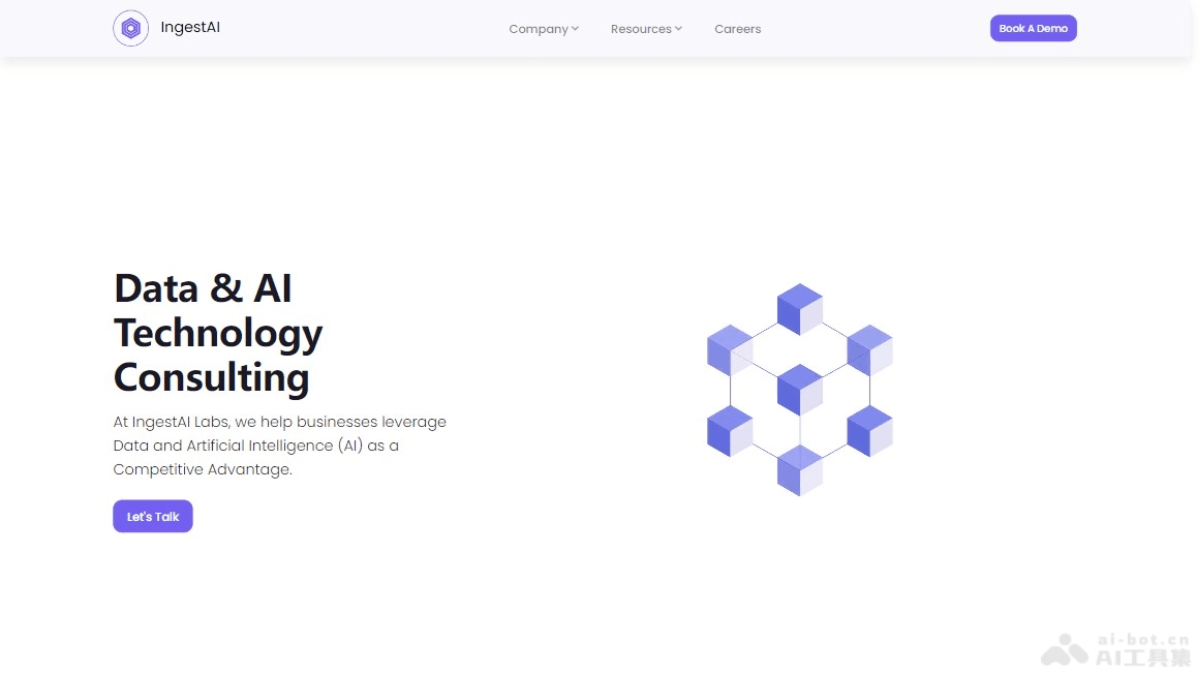 IngestAI
Company
Resources
Careers
Book A Demo
Data & AI
Technology
Consulting
At IngestAI Labs, we help businesses leverage
Data and Artificial Intelligence (AI) as a
Competitive Advantage.
Let's Talk
ai-bot.cn
AI工具集